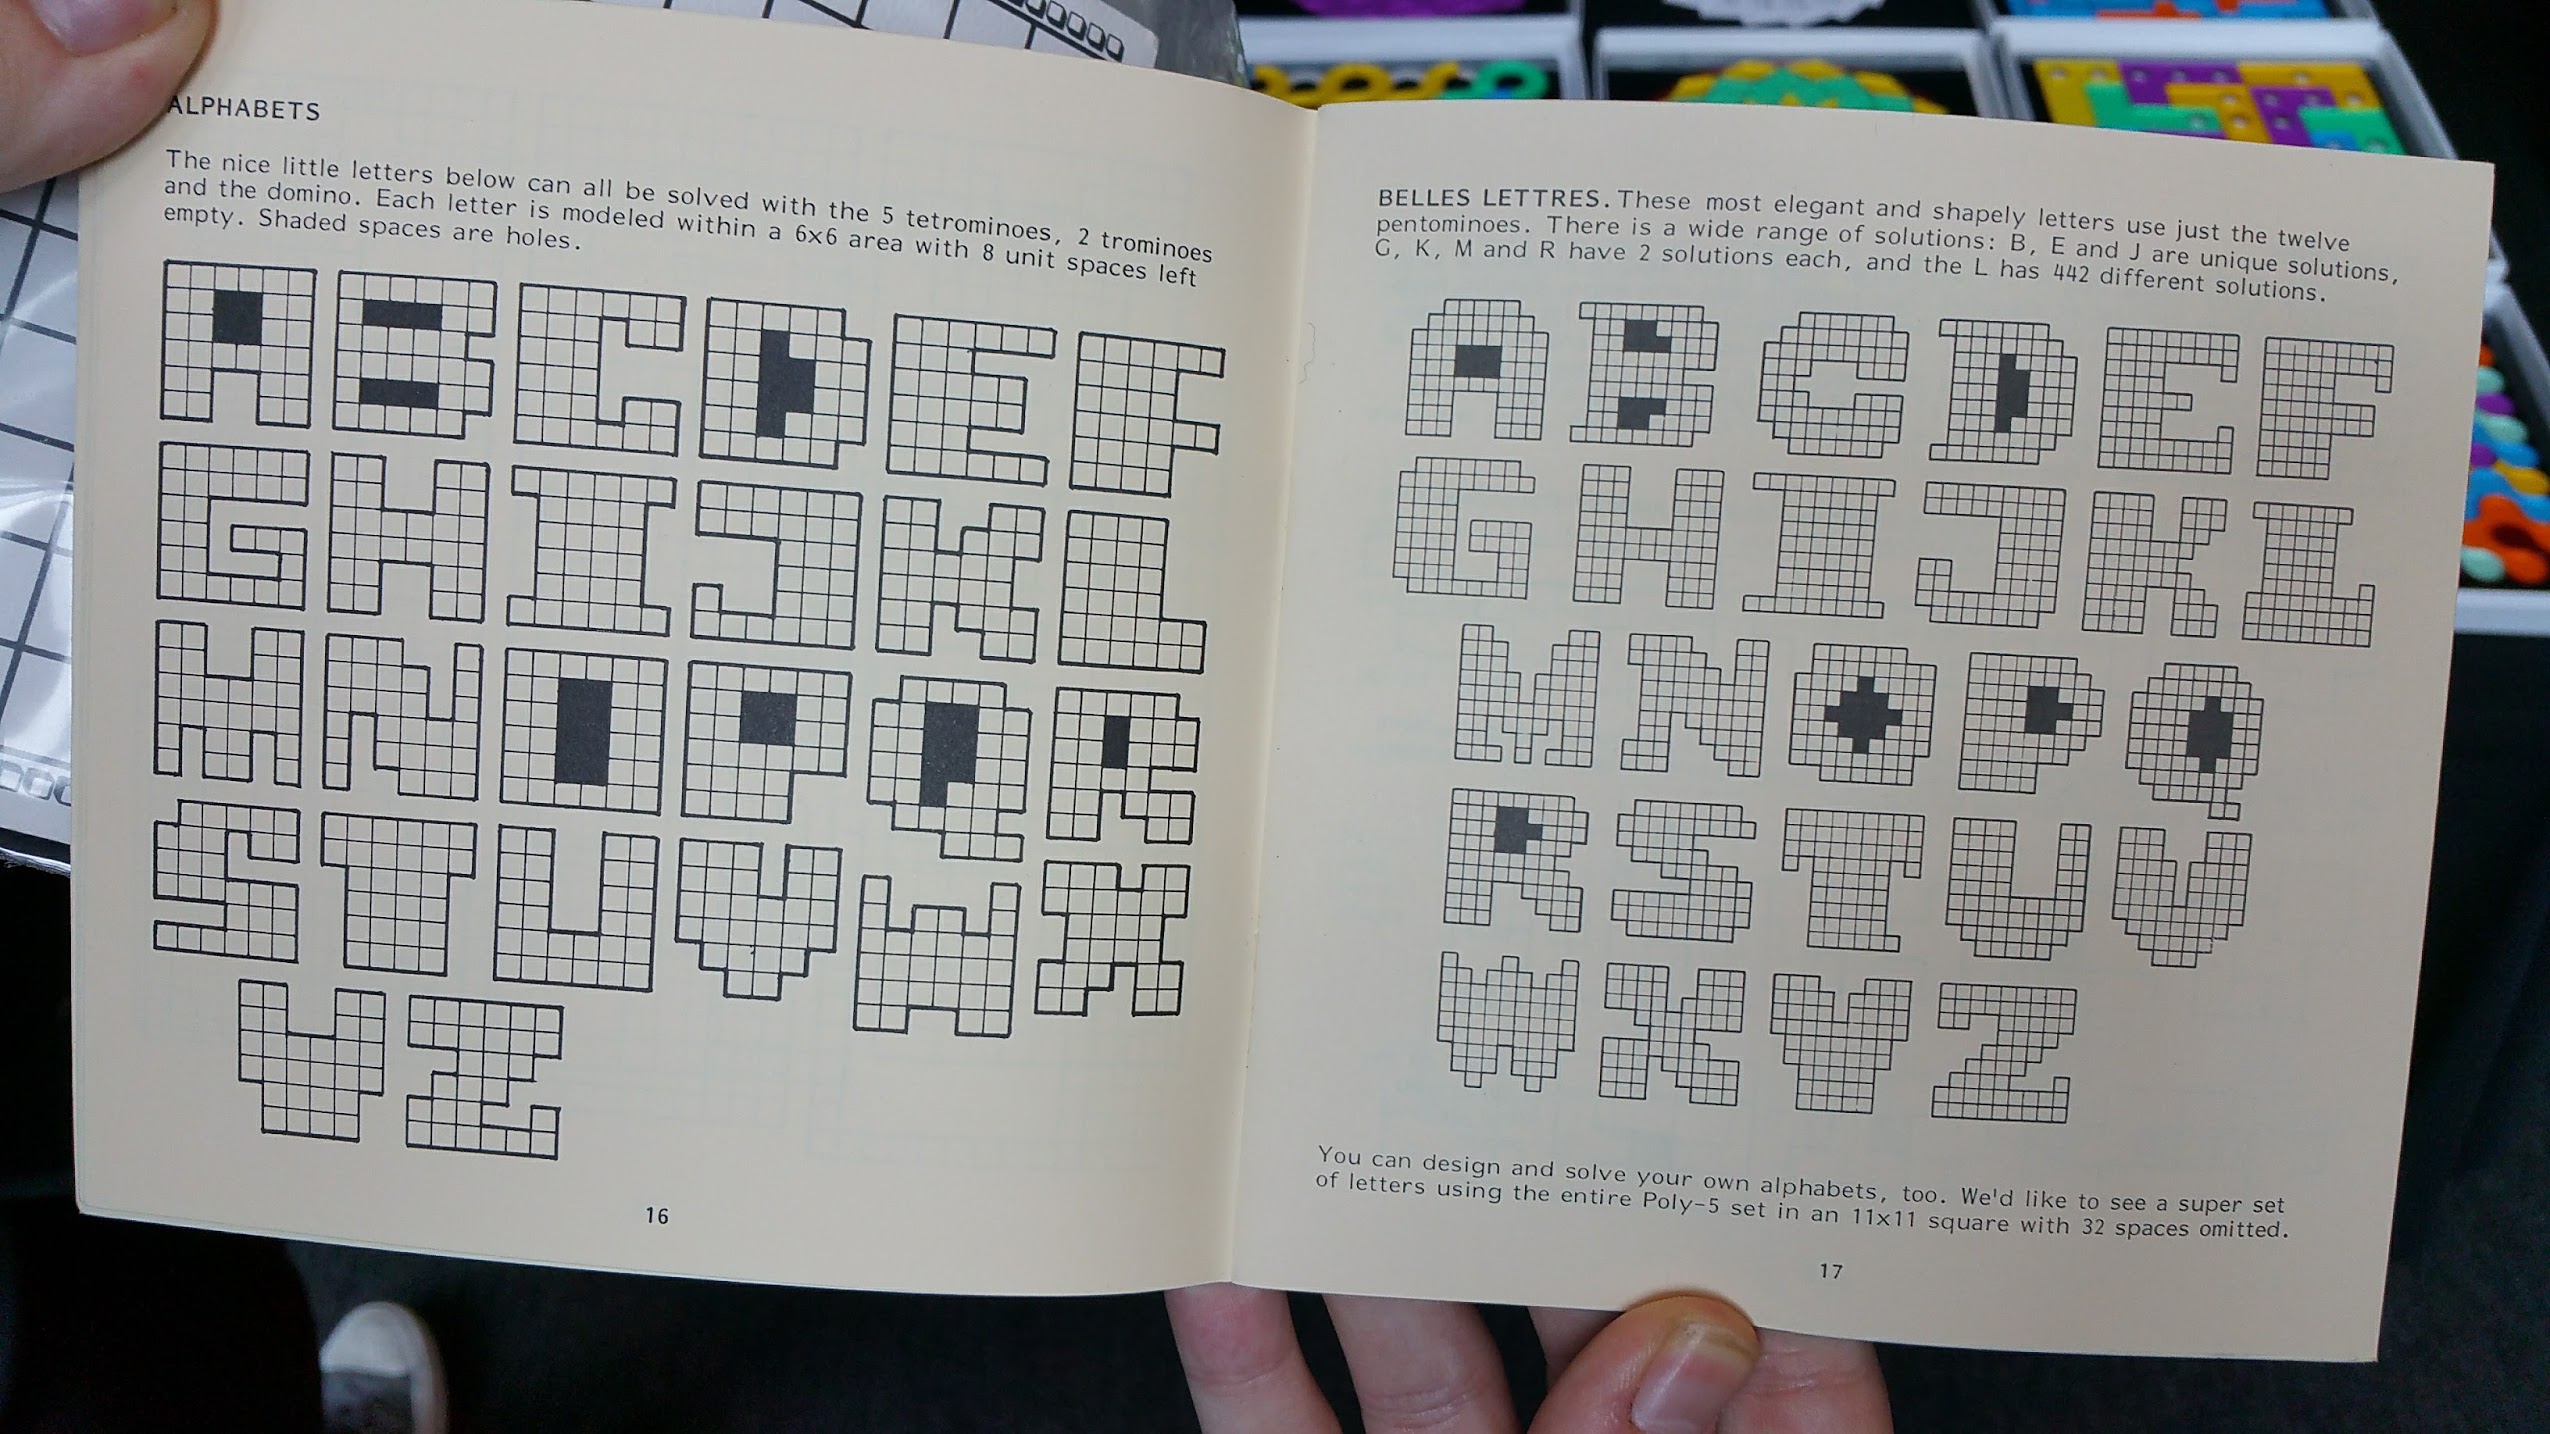 ALPHABETS
The nice little letters below can all be solved with the 5 tetrominoes, 2 trominoes
and the domino. Each letter is modeled within a 6x6 area with 8 unit spaces left
empty. Shaded spaces are holes.
A B C D E F
G H I J K L
M N O P Q R
S T U V W X
Y Z
16
BELLES LETTRES. These most elegant and shapely letters use just the twelve
pentominoes. There is a wide range of solutions: B, E and J are unique solutions,
G, K, M and R have 2 solutions each, and the L has 442 different solutions.
A B C D E F
G H I J K L
M N O P Q
R S T U V
W X Y Z
You can design and solve your own alphabets, too. We'd like to see a super set
of letters using the entire Poly-5 set in an 11x11 square with 32 spaces omitted.
17